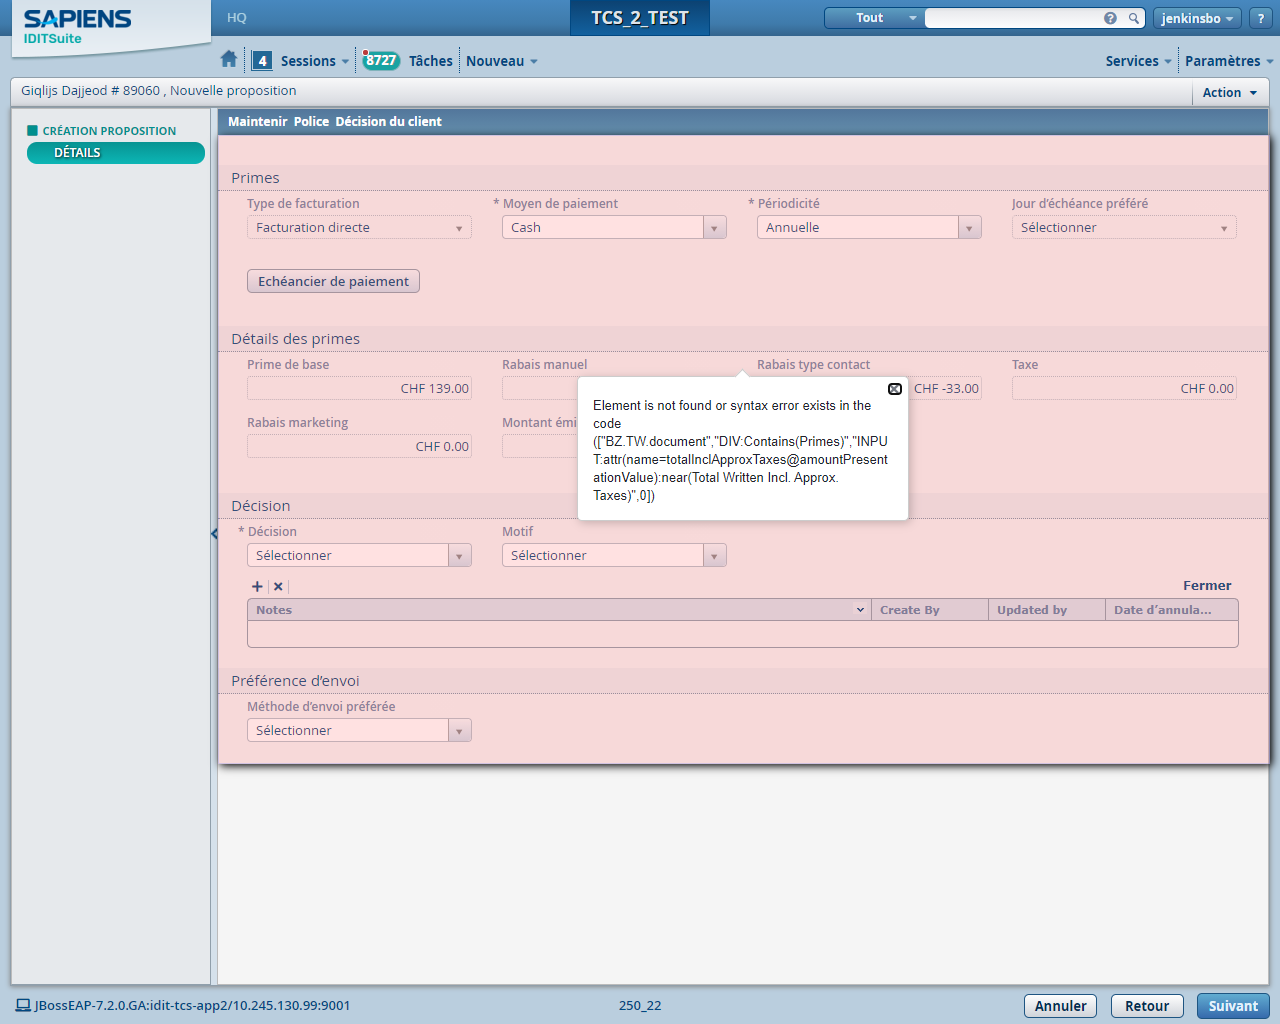 SAPIENS
IDITSuite
HQ
TCS_2_TEST
Tout
jenkinsbo
?
4 Sessions
8727 Tâches
Nouveau
Services
Paramètres
Giqlijs Dajjeod # 89060 , Nouvelle proposition
Action
CRÉATION PROPOSITION
DÉTAILS
Maintenir Police Décision du client
Primes
Type de facturation
* Moyen de paiement
* Périodicité
Jour d'échéance préféré
Facturation directe
Cash
Annuelle
Sélectionner
Echéancier de paiement
Détails des primes
Prime de base
Rabais manuel
Rabais type contact
Taxe
CHF 139.00
CHF -33.00
CHF 0.00
Rabais marketing
Montant émi
CHF 0.00
Element is not found or syntax error exists in the
code
(["BZ.TW.document","DIV:Contains(Primes)","INPU
T:attr(name=totalInclApproxTaxes@amountPresent
ationValue):near(Total Written Incl. Approx.
Taxes)",0])
Décision
* Décision
Motif
Sélectionner
Sélectionner
Fermer
Notes
Create By
Updated by
Date d'annula...
Préférence d'envoi
Méthode d'envoi préférée
Sélectionner
JBossEAP-7.2.0.GA:idit-tcs-app2/10.245.130.99:9001
250_22
Annuler
Retour
Suivant